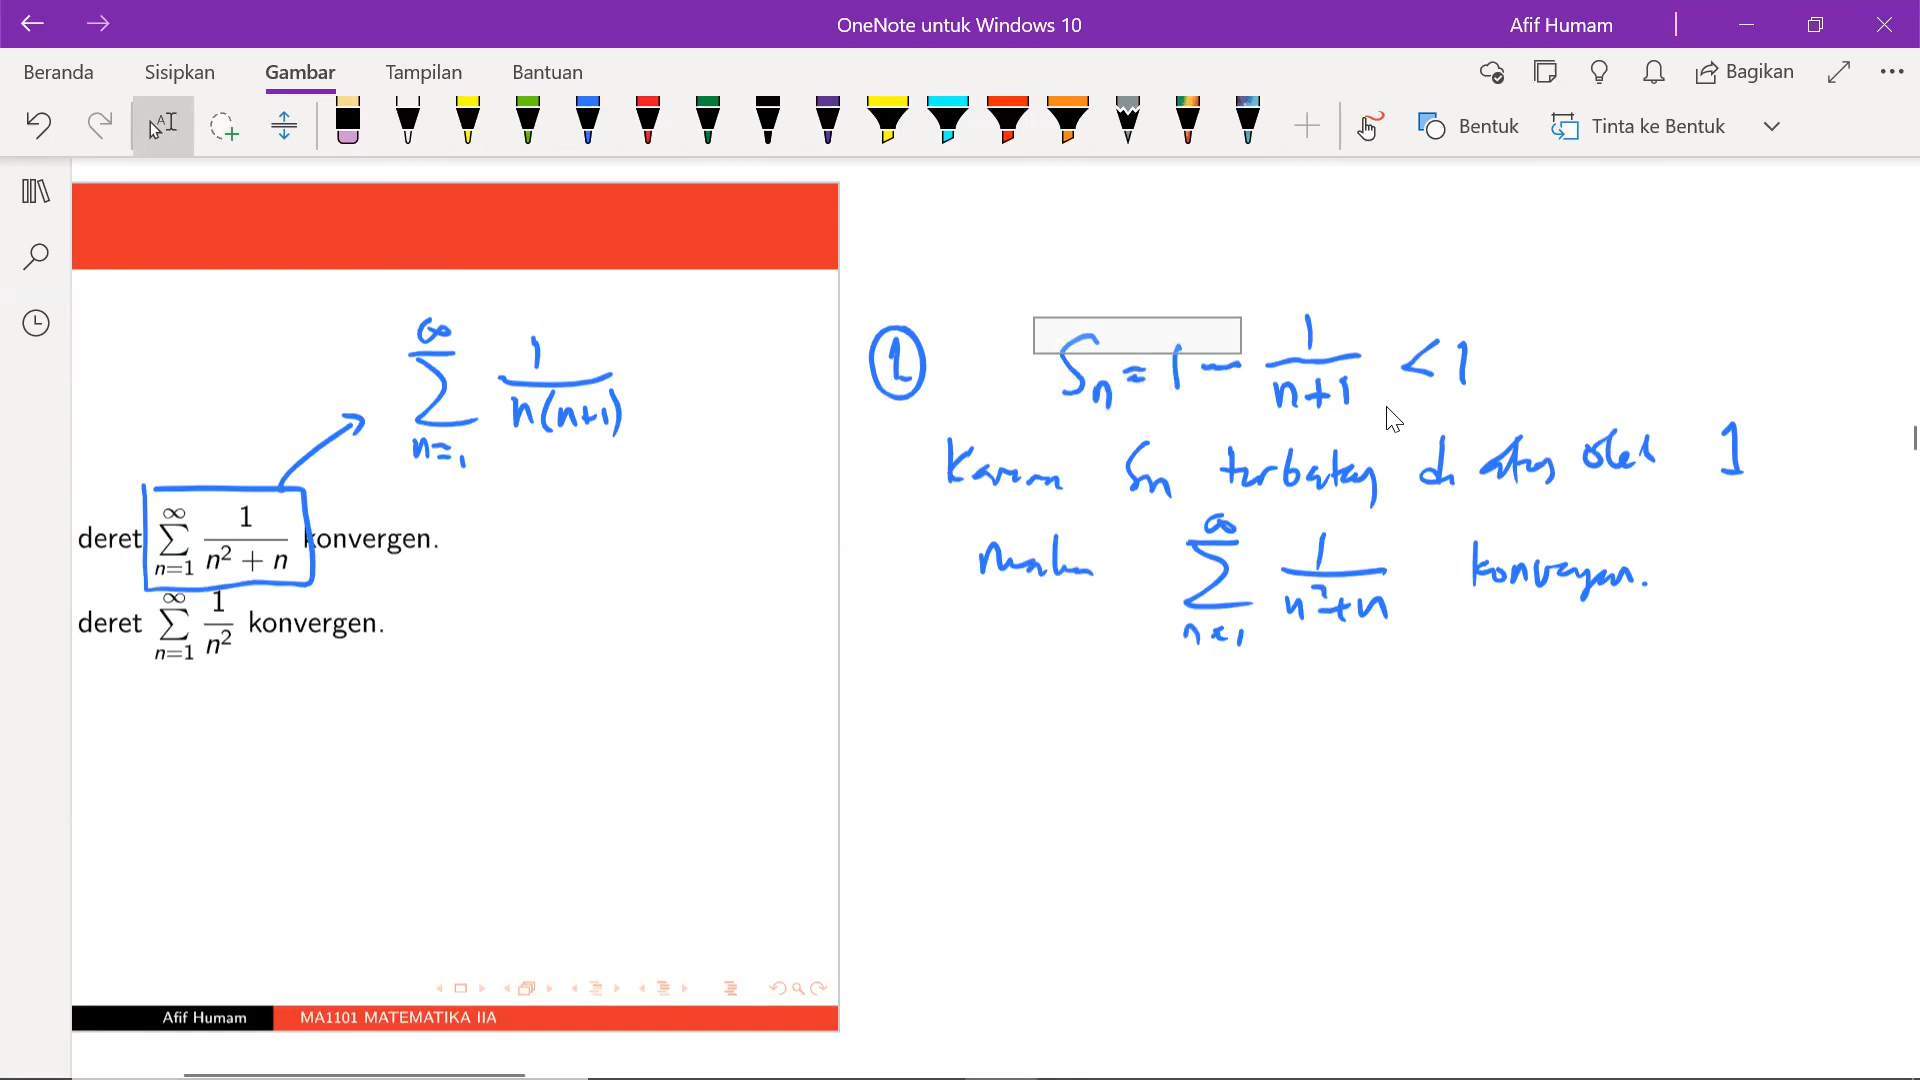 OneNote untuk Windows 10
Afif Humam
Beranda Sisipkan Gambar Tampilan Bantuan
Bagikan
Bentuk Tinta ke Bentuk
∞ Σ n=1 1/(n(n+1))
deret ∞ Σ n=1 1/(n² + n) konvergen.
deret ∞ Σ n=1 1/n² konvergen.
Afif Humam MA1101 MATEMATIKA IIA
① Sn = 1 − 1/(n+1) < 1
Karena Sn terbatas di atas oleh 1
maka ∞ Σ n=1 1/(n²+n) konvergen.